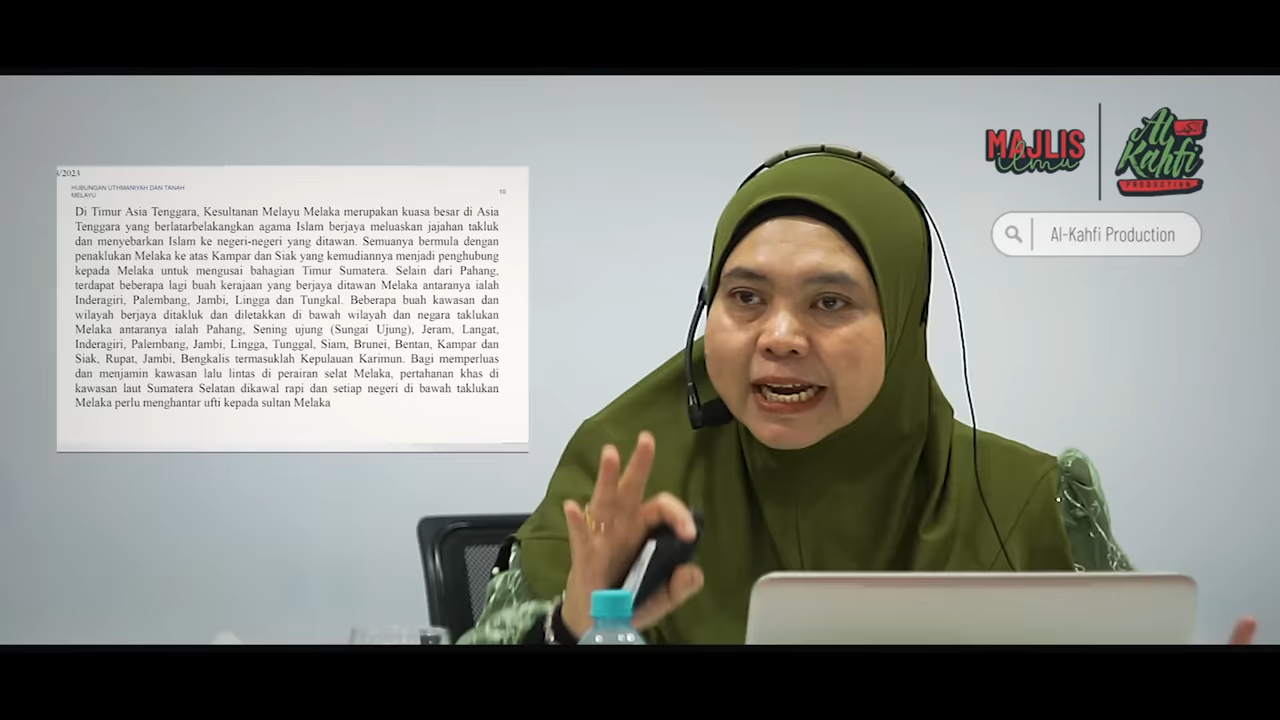 3/2023
HUBUNGAN UTHMANIYAH DAN TANAH
MELAYU
10
Di Timur Asia Tenggara, Kesultanan Melayu Melaka merupakan kuasa besar di Asia
Tenggara yang berlatarbelakangkan agama Islam berjaya meluaskan jajahan takluk
dan menyebarkan Islam ke negeri-negeri yang ditawan. Semuanya bermula dengan
penaklukan Melaka ke atas Kampar dan Siak yang kemudiannya menjadi penghubung
kepada Melaka untuk mengusai bahagian Timur Sumatera. Selain dari Pahang,
terdapat beberapa lagi buah kerajaan yang berjaya ditawan Melaka antaranya ialah
Inderagiri, Palembang, Jambi, Lingga dan Tungkal. Beberapa buah kawasan dan
wilayah berjaya ditakluk dan diletakkan di bawah wilayah dan negara taklukan
Melaka antaranya ialah Pahang, Sening ujung (Sungai Ujung), Jeram, Langat,
Inderagiri, Palembang, Jambi, Lingga, Tunggal, Siam, Brunei, Bentan, Kampar dan
Siak, Rupat, Jambi, Bengkalis termasuklah Kepulauan Karimun. Bagi memperluas
dan menjamin kawasan lalu lintas di perairan selat Melaka, pertahanan khas di
kawasan laut Sumatera Selatan dikawal rapi dan setiap negeri di bawah taklukan
Melaka perlu menghantar ufti kepada sultan Melaka
MAJLIS
ilmu
Al
Kahfi
PRODUCTION
Al-Kahfi Production